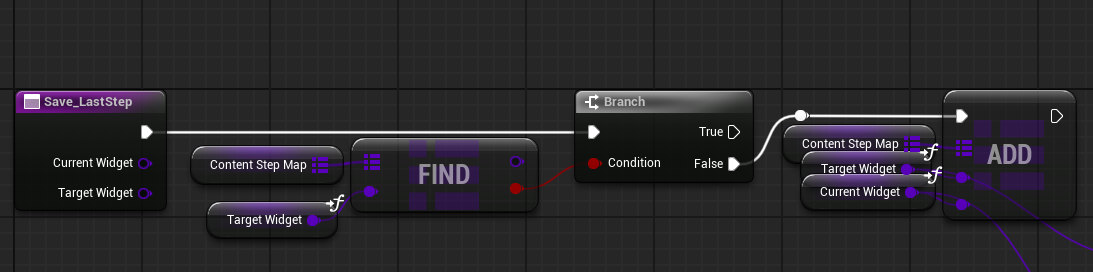 Save_LastStep
Current Widget
Target Widget
Content Step Map
Target Widget
FIND
Branch
Condition
True
False
Content Step Map
Target Widget
Current Widget
ADD